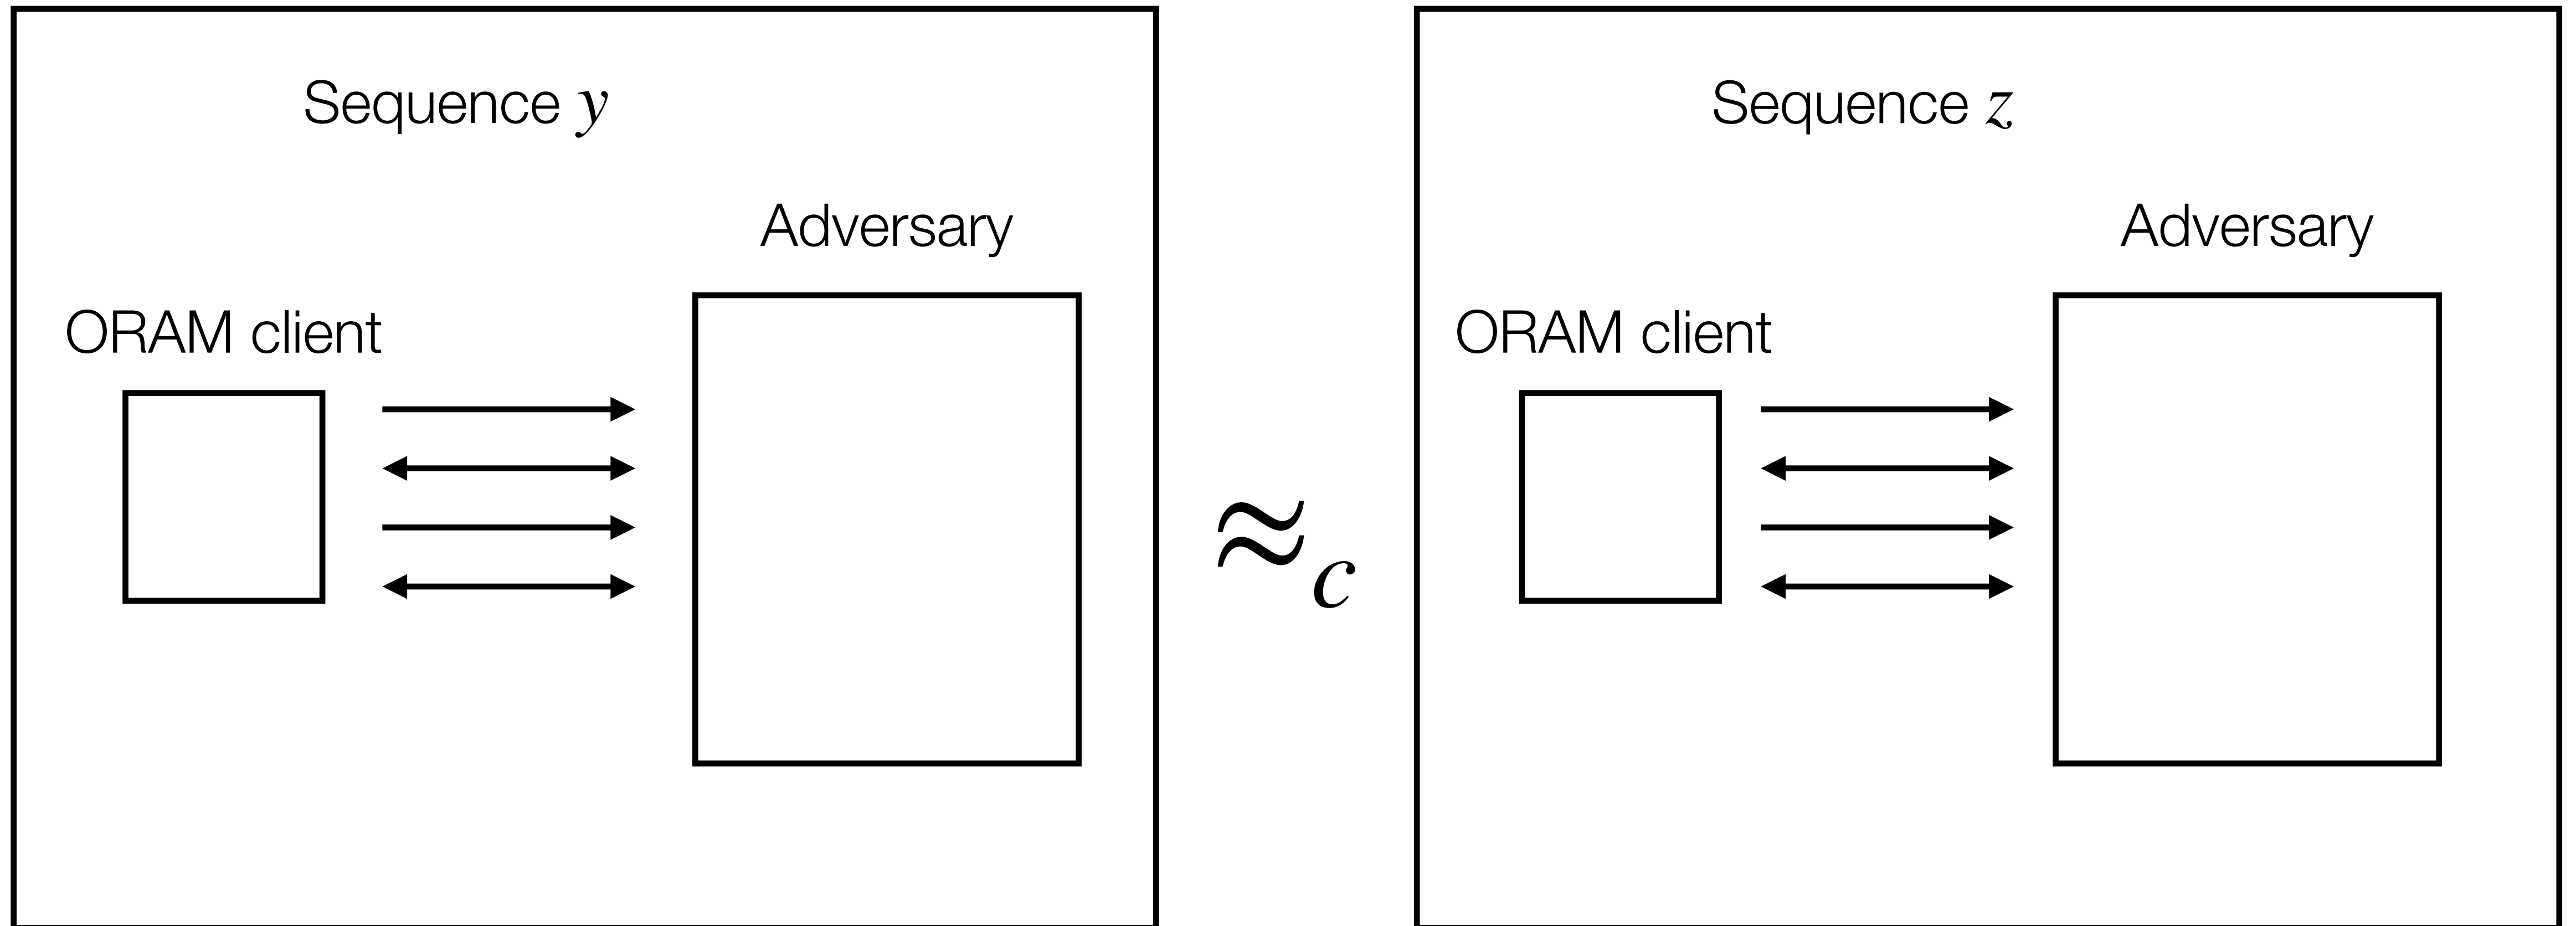 Sequence y
Adversary
ORAM client
≈c
Sequence z
Adversary
ORAM client